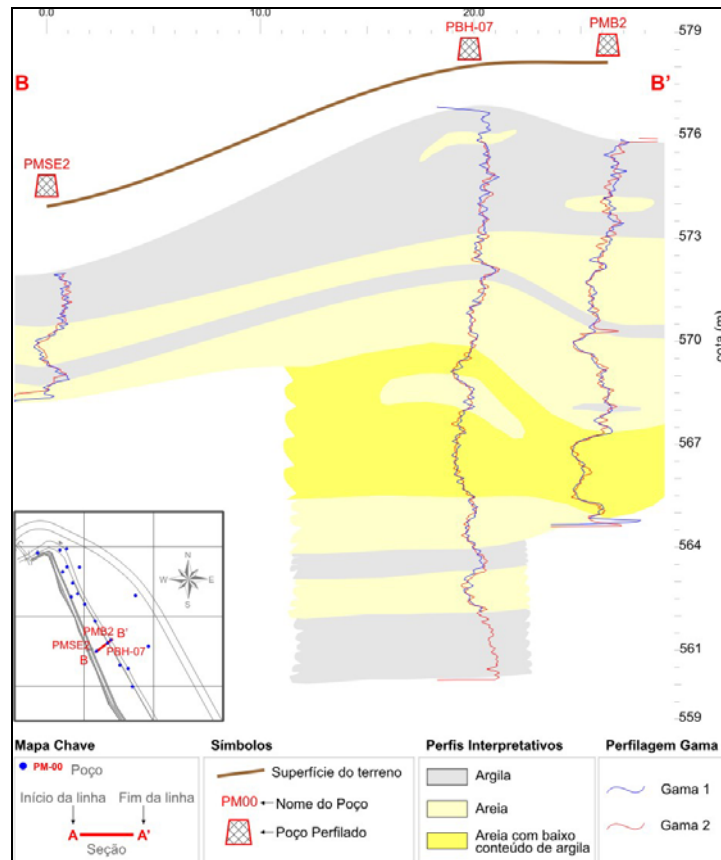 0.0 10.0 20.0
PBH-07 PMB2
579
B B'
576
PMSE2
573
570
cota (m)
567
564
561
559
N
W E
S
PMB2 B'
PMSE2
PBH-07
B
Mapa Chave
PM-00 Poço
Início da linha Fim da linha
A A'
Seção
Símbolos
Superfície do terreno
PM00 Nome do Poço
Poço Perfilado
Perfis Interpretativos
Argila
Areia
Areia com baixo
conteúdo de argila
Perfilagem Gama
Gama 1
Gama 2